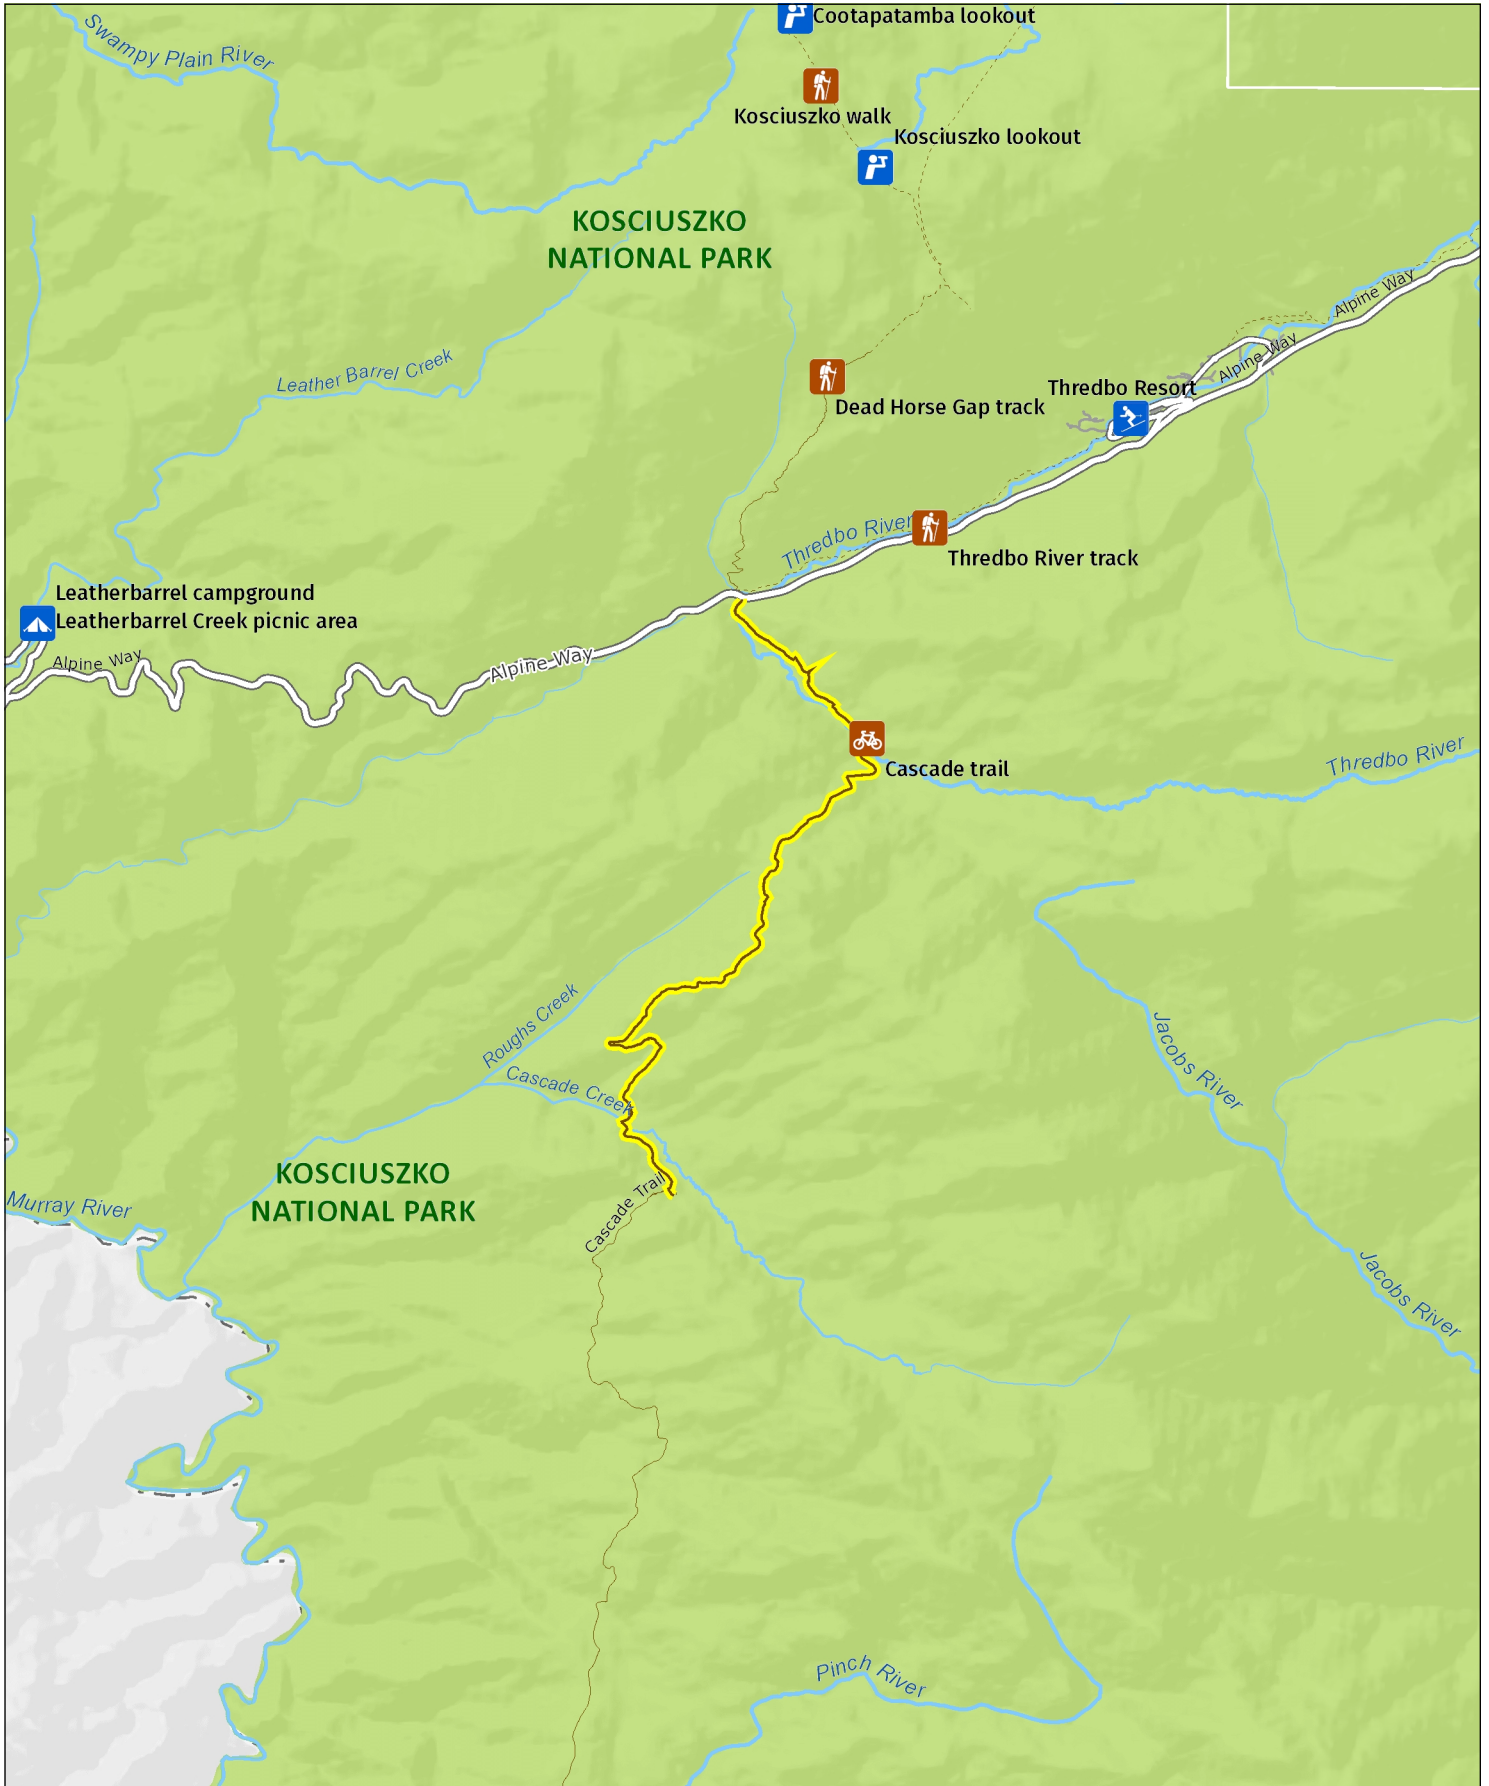 Cootapatamba lookout
Swampy Plain River
Kosciuszko walk
Kosciuszko lookout
KOSCIUSZKO
NATIONAL PARK
Alpine Way
Alpine Way
Leather Barrel Creek
Thredbo Resort
Dead Horse Gap track
Thredbo River
Thredbo River track
Leatherbarrel campground
Leatherbarrel Creek picnic area
Alpine Way
Alpine Way
Thredbo River
Cascade trail
Roughs Creek
Jacobs River
Cascade Creek
KOSCIUSZKO
NATIONAL PARK
Murray River
Cascade Trail
Jacobs River
Pinch River